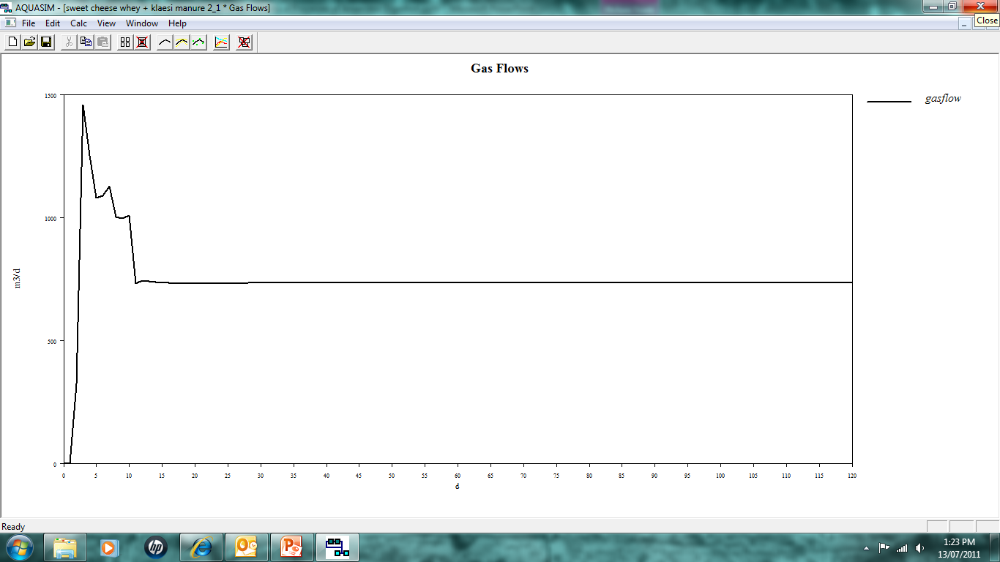 AQUASIM - [sweet cheese whey + klaesi manure 2_1 * Gas Flows]
File Edit Calc View Window Help
Close
Gas Flows
gasflow
1500
1000
500
0
m3/d
0 5 10 15 20 25 30 35 40 45 50 55 60 65 70 75 80 85 90 95 100 105 110 115 120
d
Ready
hp
1:23 PM
13/07/2011